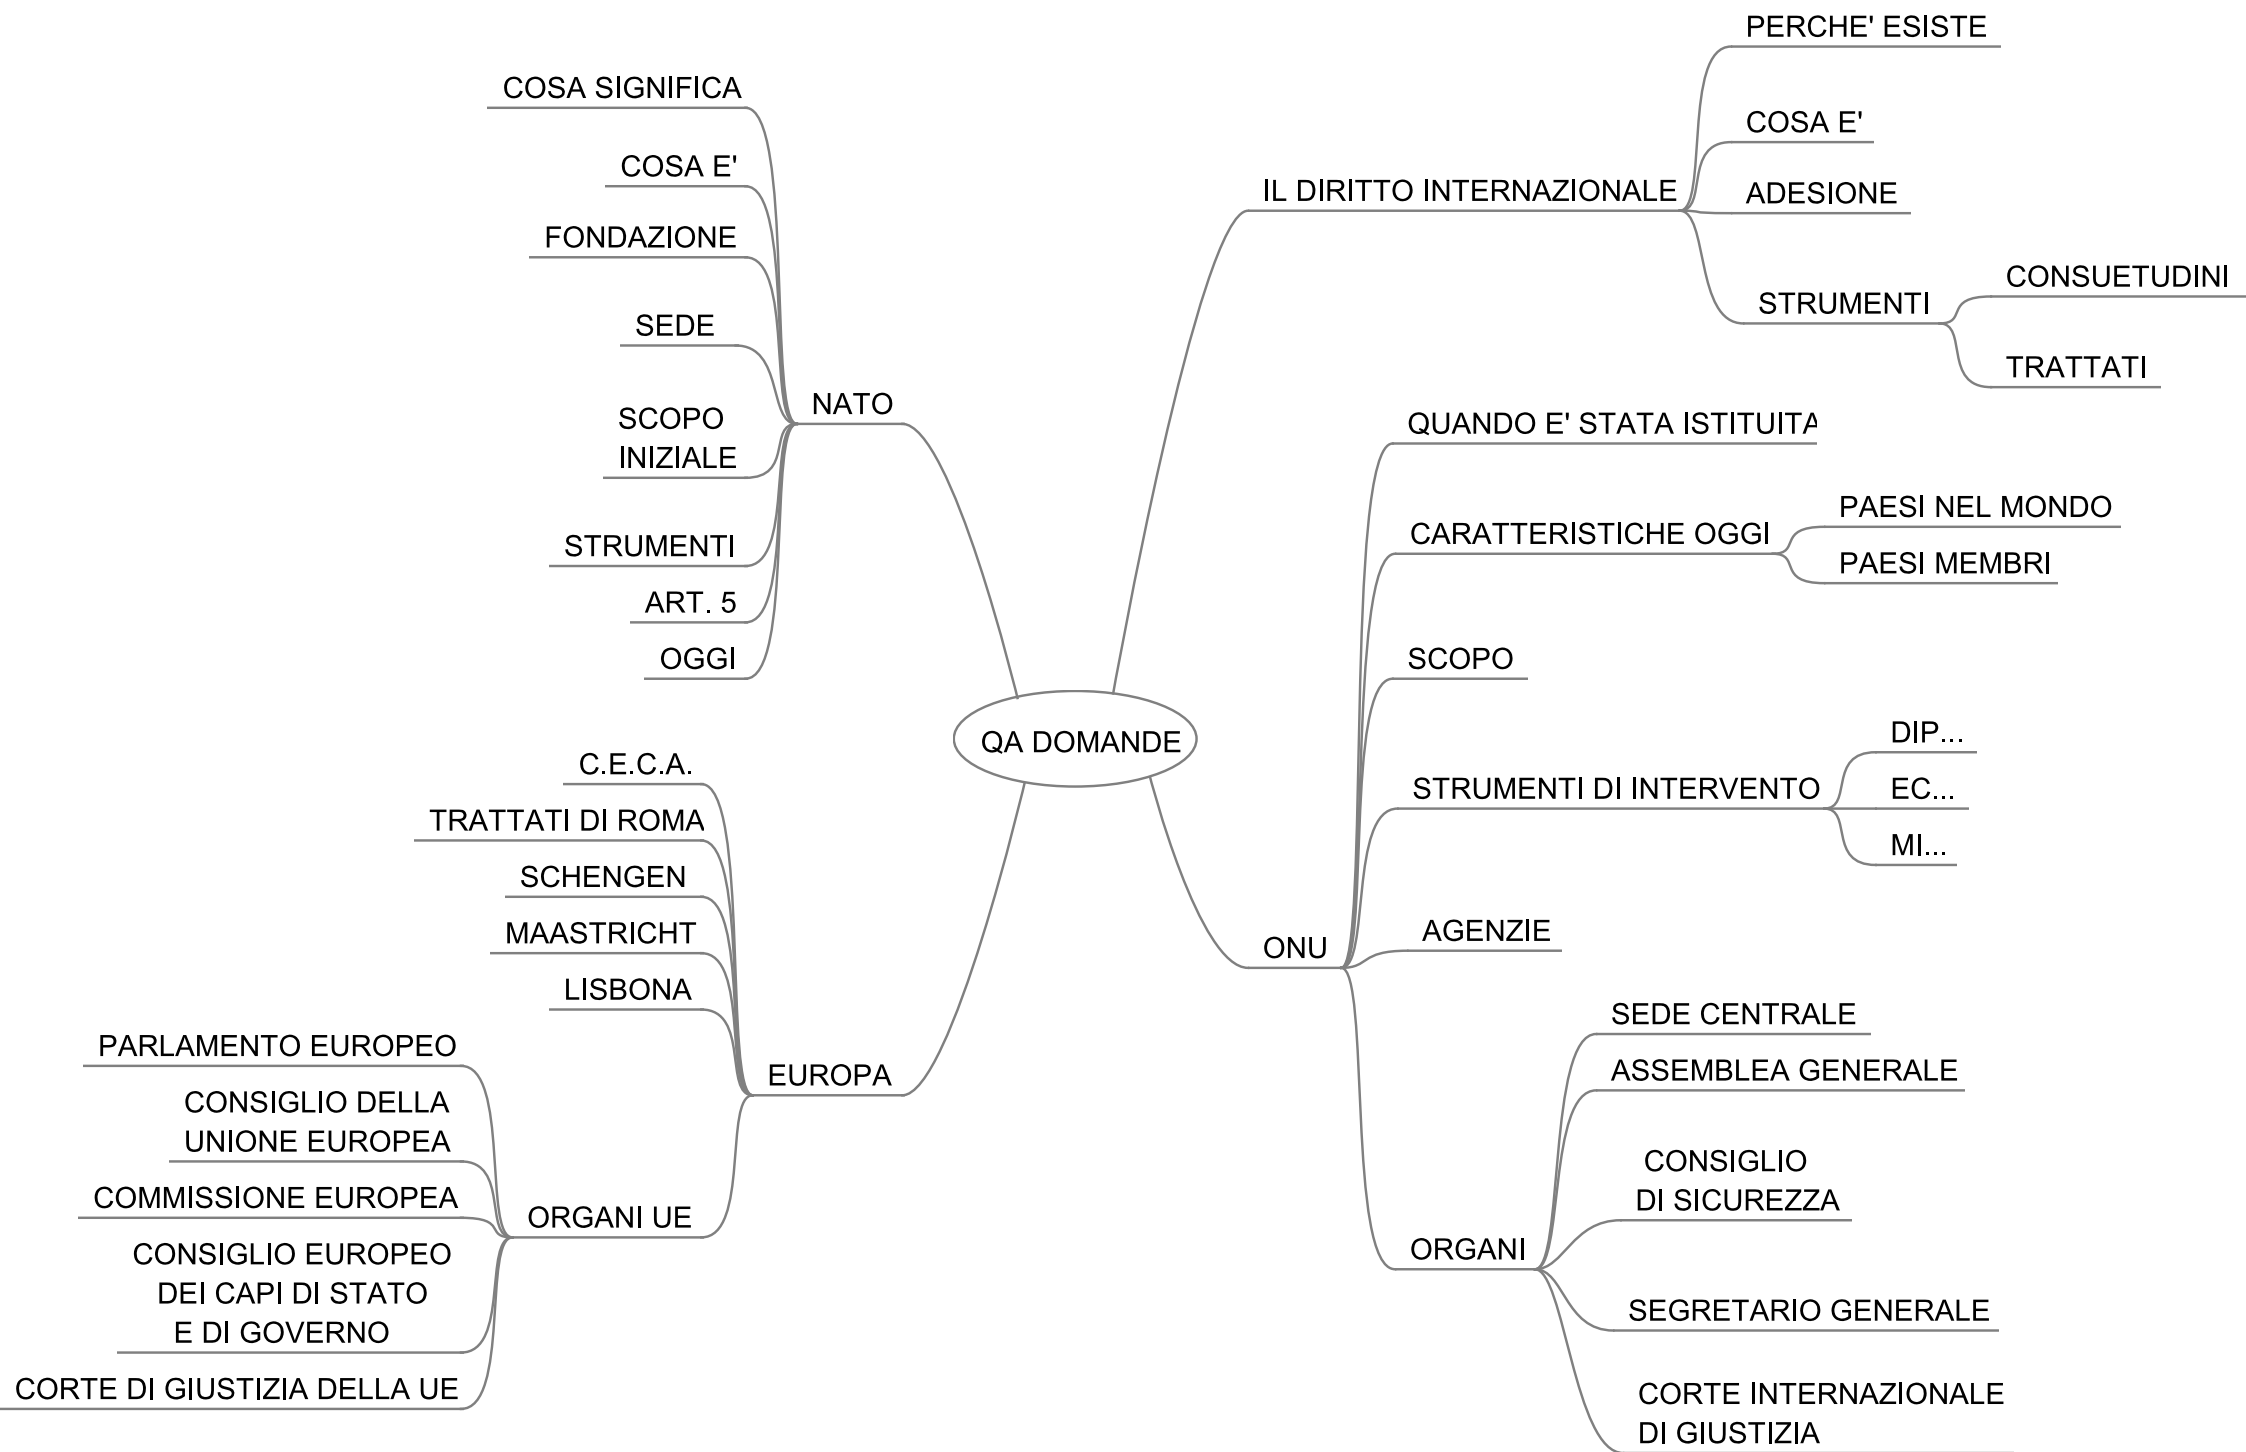 QA DOMANDE
IL DIRITTO INTERNAZIONALE
PERCHE' ESISTE
COSA E'
ADESIONE
STRUMENTI
CONSUETUDINI
TRATTATI
ONU
QUANDO E' STATA ISTITUITA
CARATTERISTICHE OGGI
PAESI NEL MONDO
PAESI MEMBRI
SCOPO
STRUMENTI DI INTERVENTO
DIP...
EC...
MI...
AGENZIE
ORGANI
SEDE CENTRALE
ASSEMBLEA GENERALE
CONSIGLIO
DI SICUREZZA
SEGRETARIO GENERALE
CORTE INTERNAZIONALE
DI GIUSTIZIA
NATO
COSA SIGNIFICA
COSA E'
FONDAZIONE
SEDE
SCOPO
INIZIALE
STRUMENTI
ART. 5
OGGI
EUROPA
C.E.C.A.
TRATTATI DI ROMA
SCHENGEN
MAASTRICHT
LISBONA
ORGANI UE
PARLAMENTO EUROPEO
CONSIGLIO DELLA
UNIONE EUROPEA
COMMISSIONE EUROPEA
CONSIGLIO EUROPEO
DEI CAPI DI STATO
E DI GOVERNO
CORTE DI GIUSTIZIA DELLA UE